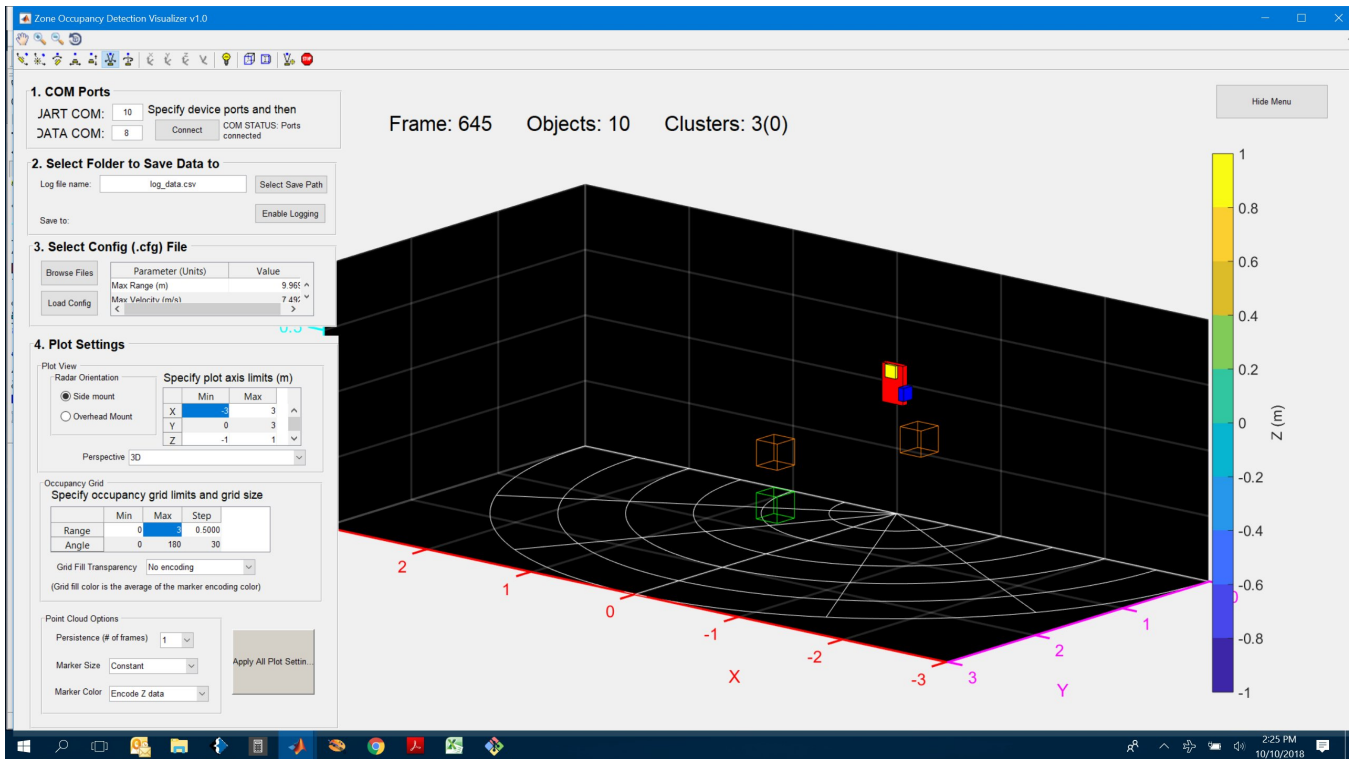 Zone Occupancy Detection Visualizer v1.0
1. COM Ports
JART COM: 10 Specify device ports and then
DATA COM: 8 Connect COM STATUS: Ports
connected
Hide Menu
Frame: 645 Objects: 10 Clusters: 3(0)
2. Select Folder to Save Data to
Log file name: log_data.csv Select Save Path
Save to: Enable Logging
3. Select Config (.cfg) File
Browse Files Parameter (Units) Value
Max Range (m)
Load Config Max Velocity (m/s)
0.5
4. Plot Settings
Plot View
Radar Orientation Specify plot axis limits (m)
Side mount Min Max
Overhead Mount X -3 3
Y 0 3
Z -1 1
Perspective 3D
Occupancy Grid
Specify occupancy grid limits and grid size
Min Max Step
Range 0 3 0.5000
Angle 0 180 30
Grid Fill Transparency No encoding
(Grid fill color is the average of the marker encoding color)
Point Cloud Options
Persistence (# of frames) 1
Marker Size Constant
Marker Color Encode Z data
Apply All Plot Settin...
2
1
0
-1
-2
-3
X
3
2
1
0
Y
1
0.8
0.6
0.4
0.2
0
-0.2
-0.4
-0.6
-0.8
-1
Z (m)
2:25 PM
10/10/2018